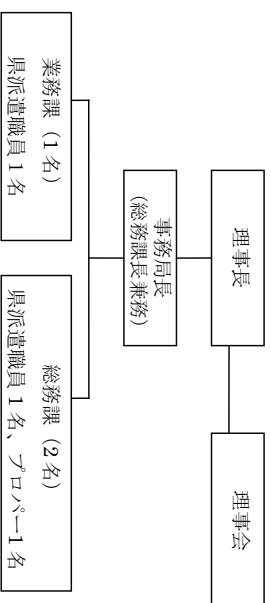 理事長
理事会
事務局長
(総務課長兼務)
業務課（1名）
県派遣職員1名
総務課（2名）
県派遣職員1名、プロパー1名